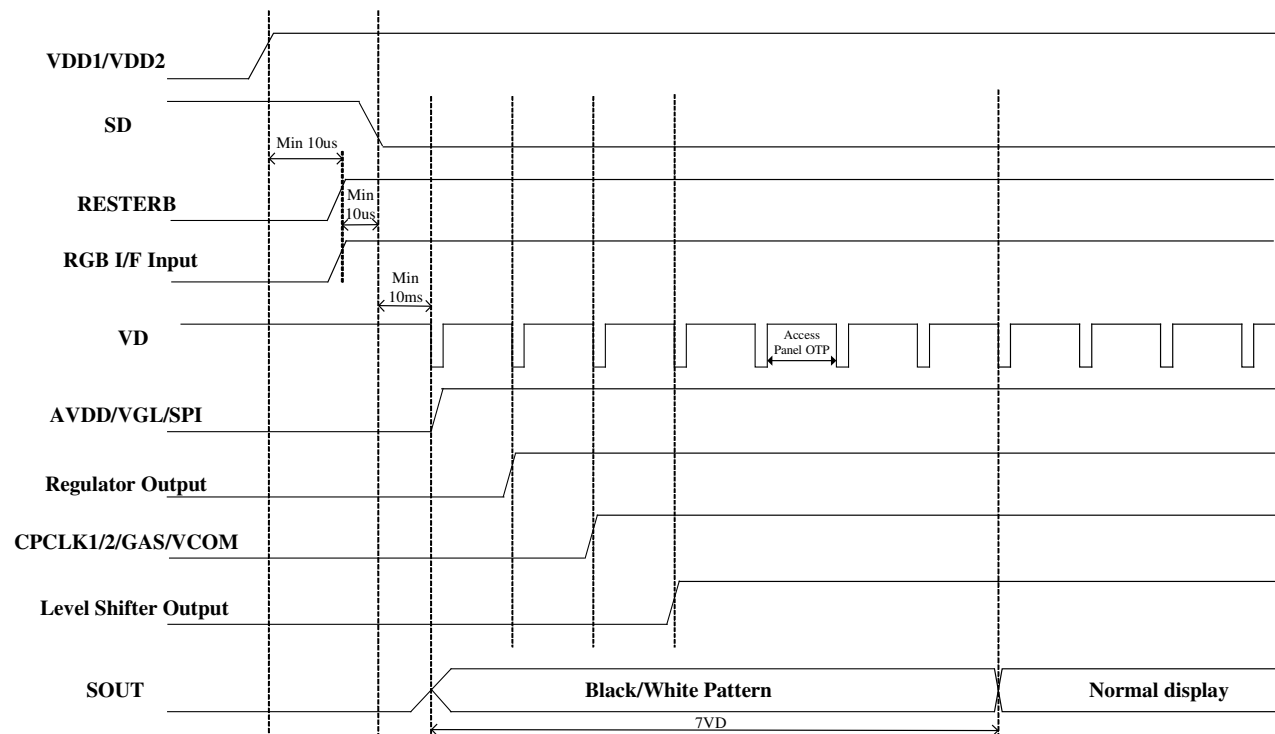 VDD1/VDD2
SD
Min 10us
RESTERB
Min
10us
RGB I/F Input
Min
10ms
VD
Access
Panel OTP
AVDD/VGL/SPI
Regulator Output
CPCLK1/2/GAS/VCOM
Level Shifter Output
SOUT
Black/White Pattern
Normal display
7VD